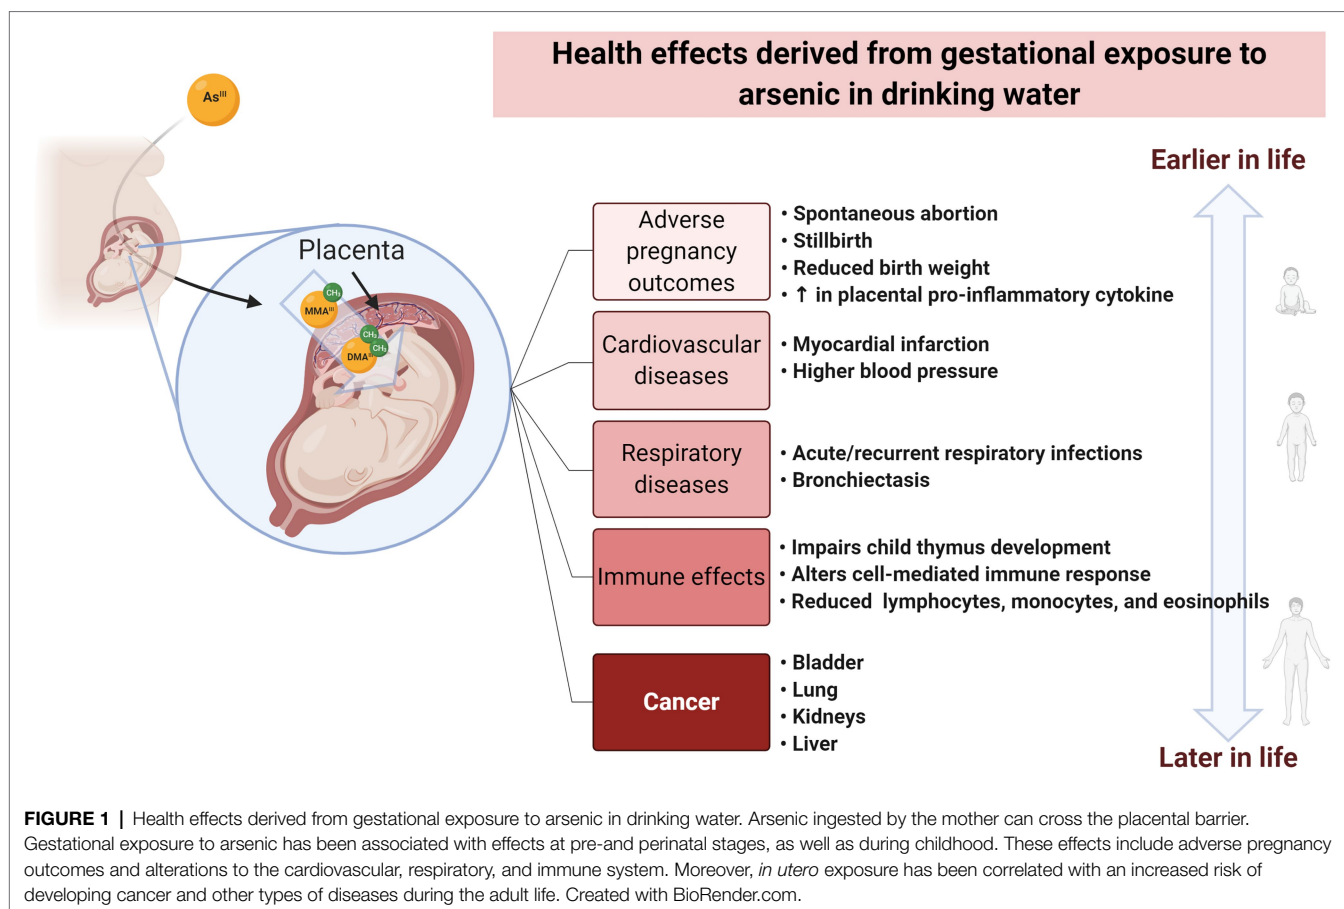 Health effects derived from gestational exposure to
arsenic in drinking water
As^III
Earlier in life
Placenta
CH₃
MMA^III
CH₃
CH₃
DMA^III
Adverse
pregnancy
outcomes
• Spontaneous abortion
• Stillbirth
• Reduced birth weight
• ↑ in placental pro-inflammatory cytokine
Cardiovascular
diseases
• Myocardial infarction
• Higher blood pressure
Respiratory
diseases
• Acute/recurrent respiratory infections
• Bronchiectasis
Immune effects
• Impairs child thymus development
• Alters cell-mediated immune response
• Reduced lymphocytes, monocytes, and eosinophils
Cancer
• Bladder
• Lung
• Kidneys
• Liver
Later in life
FIGURE 1 | Health effects derived from gestational exposure to arsenic in drinking water. Arsenic ingested by the mother can cross the placental barrier.
Gestational exposure to arsenic has been associated with effects at pre-and perinatal stages, as well as during childhood. These effects include adverse pregnancy
outcomes and alterations to the cardiovascular, respiratory, and immune system. Moreover, in utero exposure has been correlated with an increased risk of
developing cancer and other types of diseases during the adult life. Created with BioRender.com.